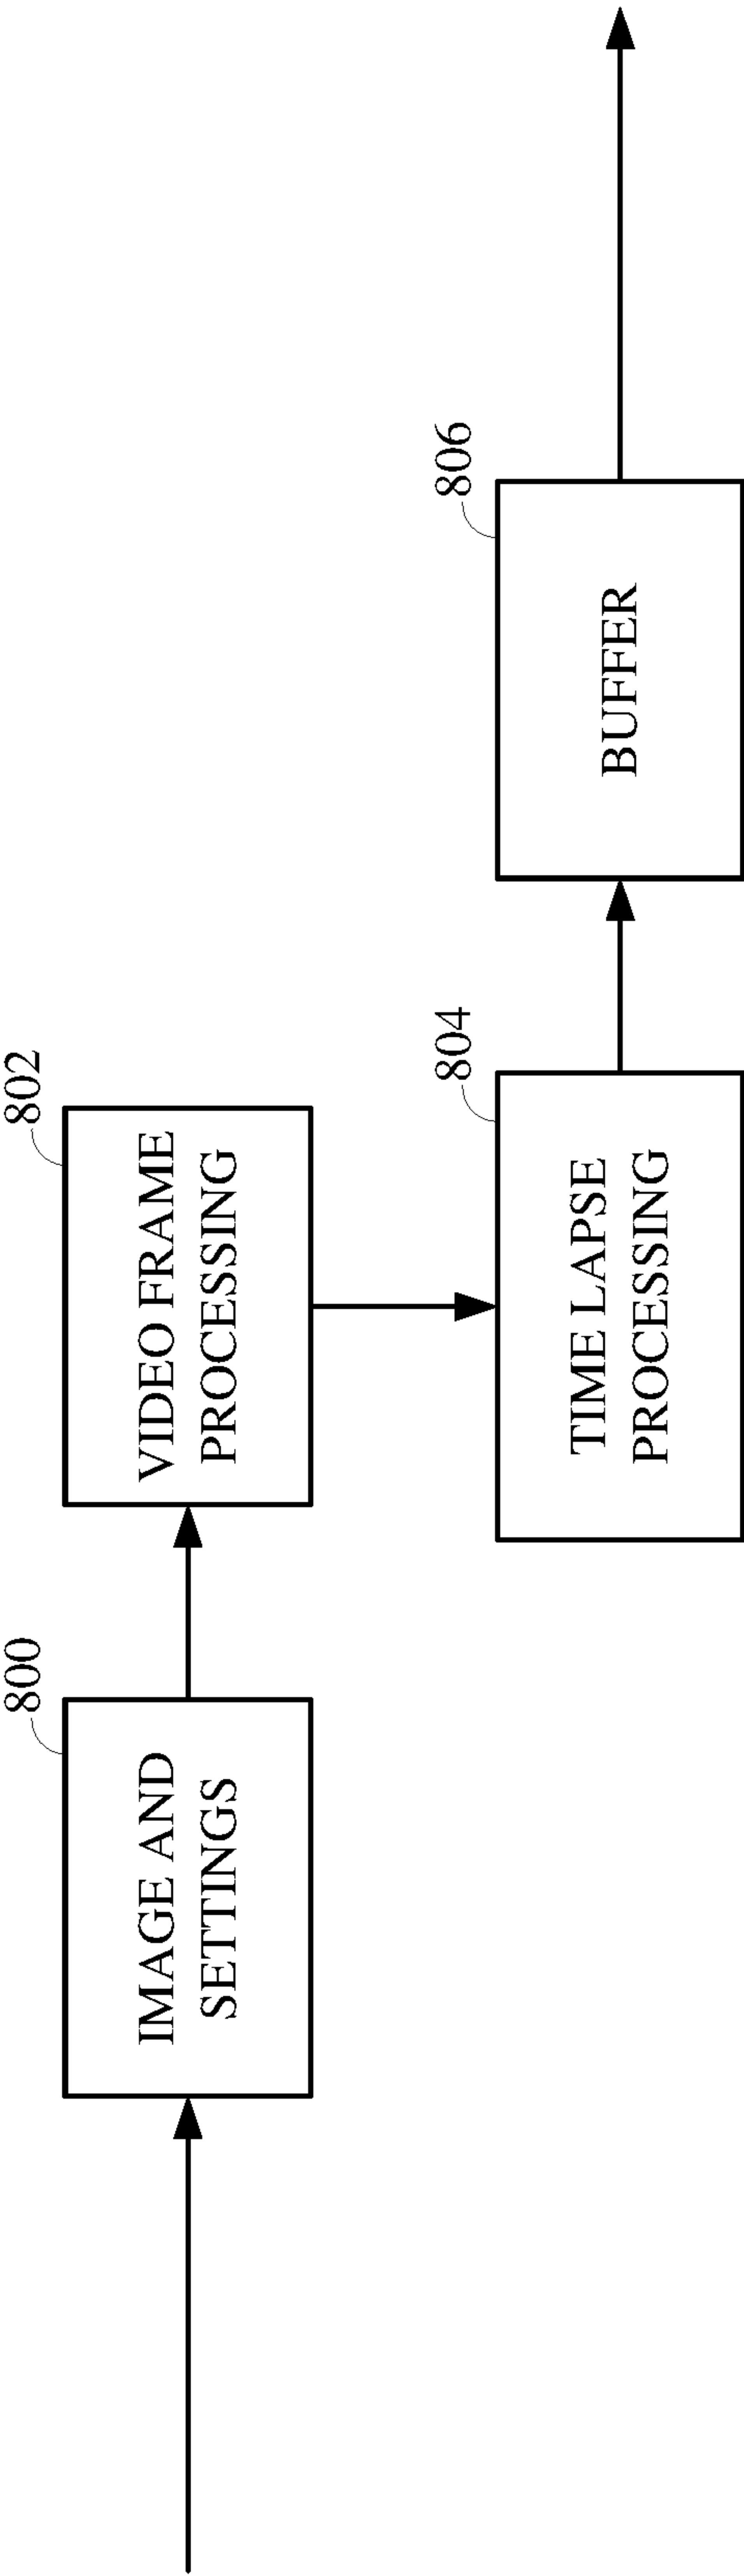 800
IMAGE AND
SETTINGS
802
VIDEO FRAME
PROCESSING
804
TIME LAPSE
PROCESSING
806
BUFFER